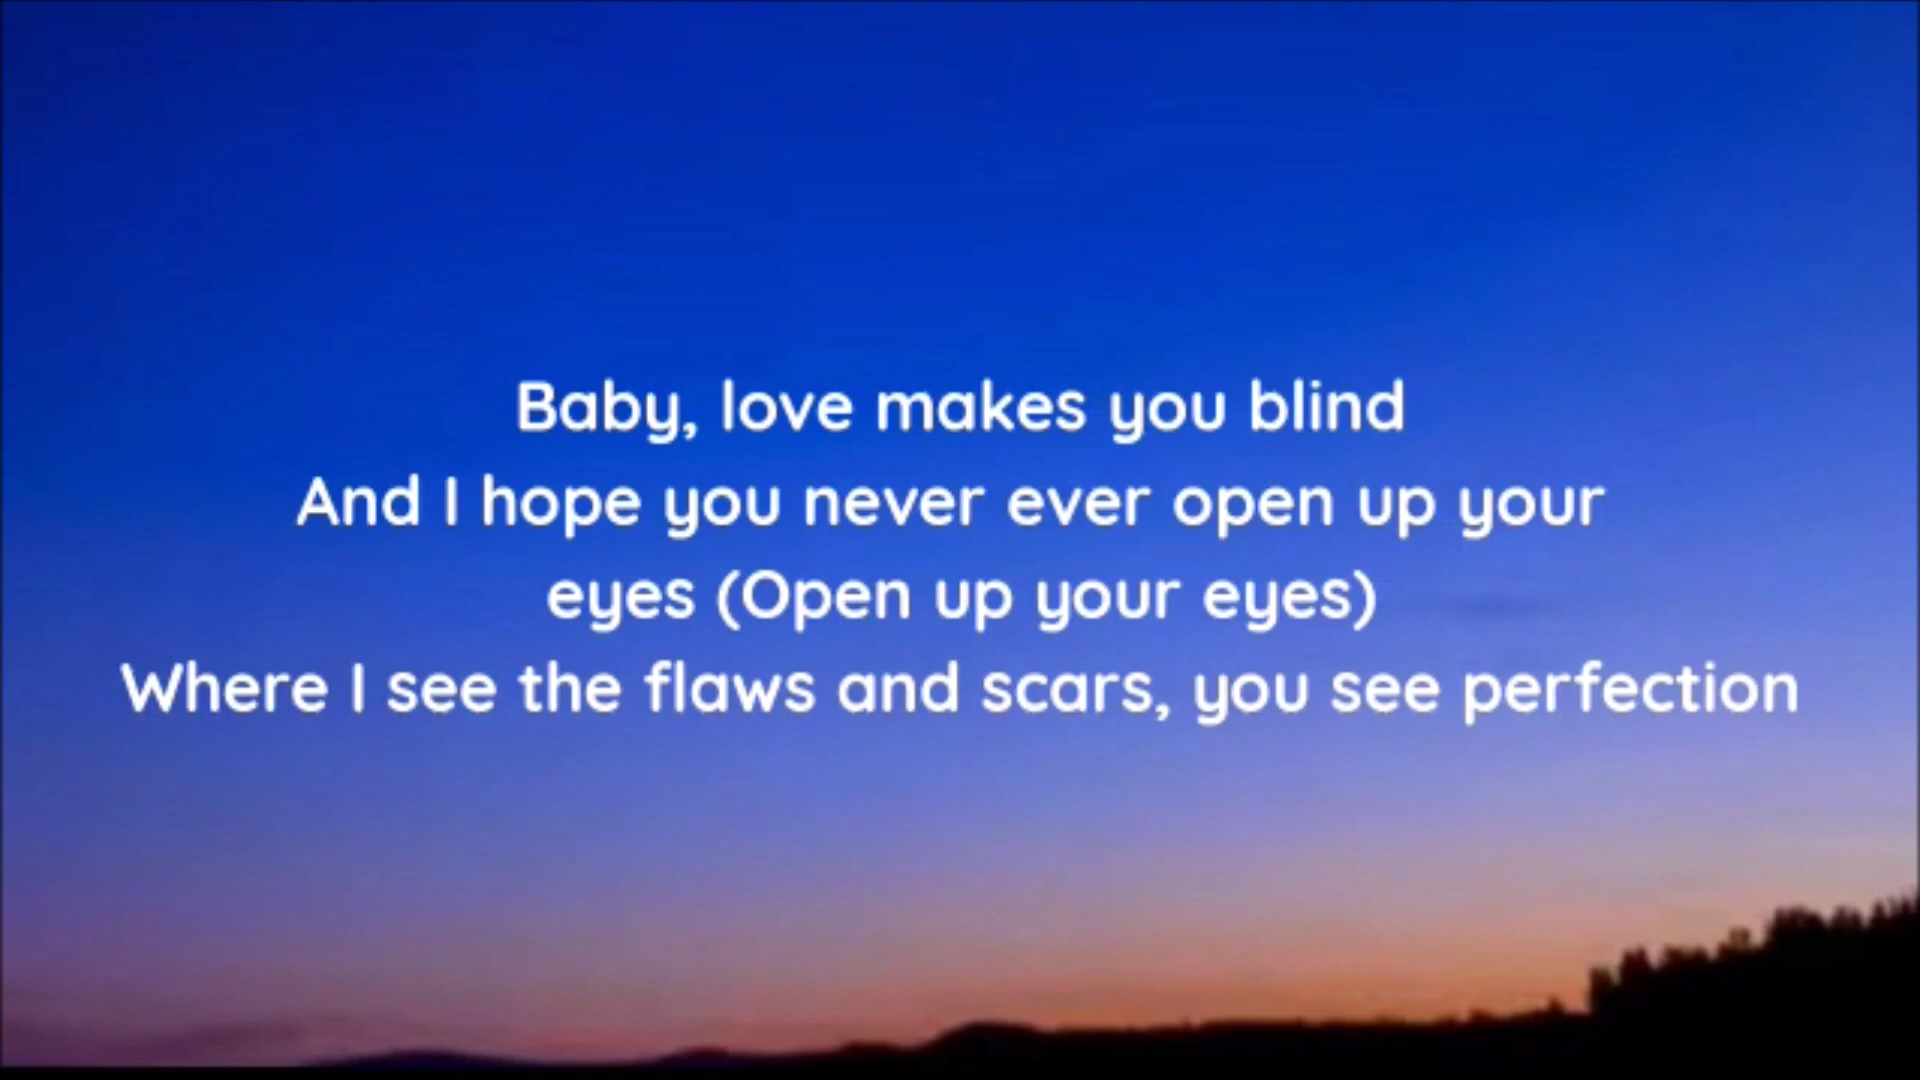 Baby, love makes you blind
And I hope you never ever open up your
eyes (Open up your eyes)
Where I see the flaws and scars, you see perfection